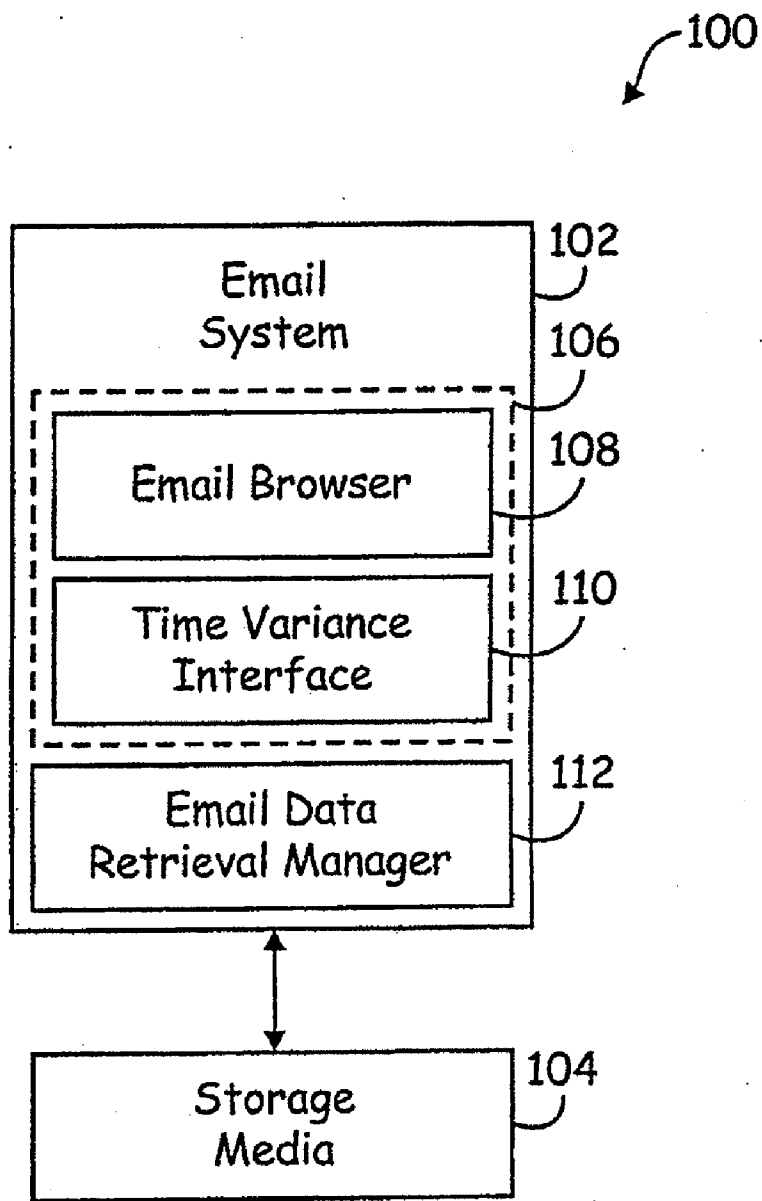 100
102
Email
System
106
Email Browser
108
Time Variance
Interface
110
Email Data
Retrieval Manager
112
Storage
Media
104